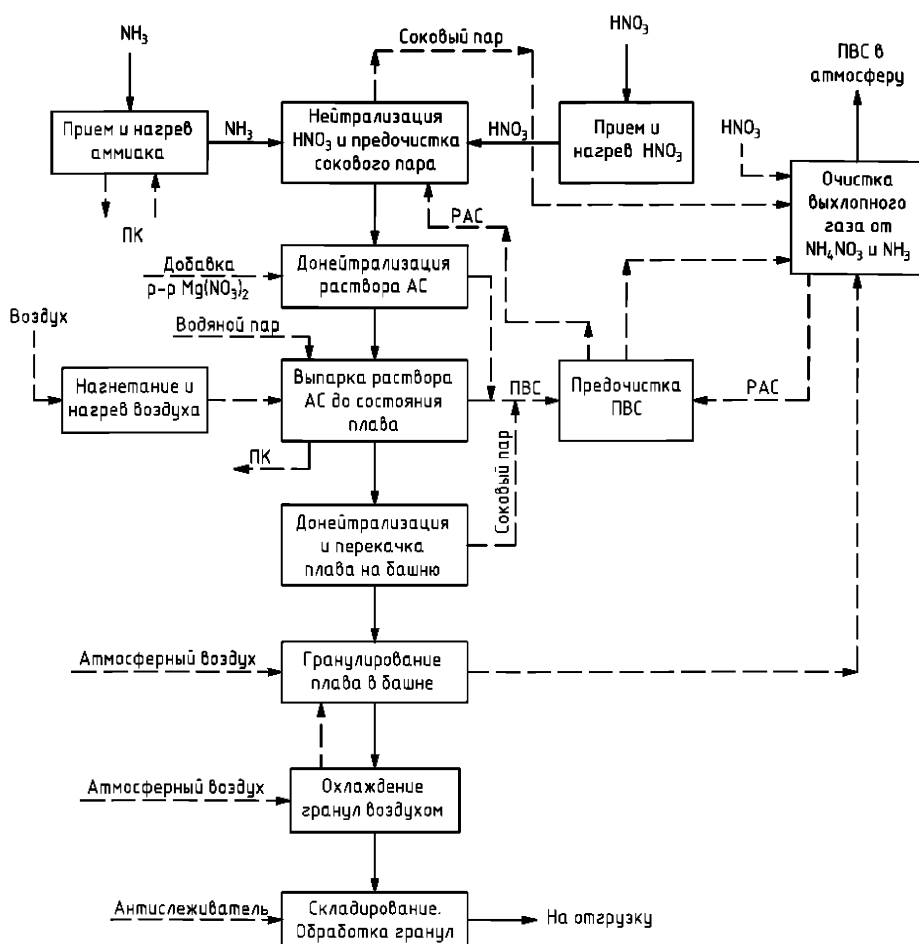 NH₃
Соковый пар
HNO₃
ПВС в
атмосферу
Прием и нагрев
аммиака
NH₃
Нейтрализация
HNO₃ и предочистка
сокового пара
HNO₃
Прием и
нагрев HNO₃
HNO₃
Очистка
выхлопного
газа от
NH₄NO₃ и NH₃
ПК
РАС
Добавка
р-р Mg(NO₃)₂
Донейтрализация
раствора АС
Воздух
Водяной пар
Нагнетание и
нагрев воздуха
Выпарка раствора
АС до состояния
плава
ПВС
Предочистка
ПВС
РАС
ПК
Соковый пар
Донейтрализация
и перекачка
плава на башню
Атмосферный воздух
Гранулирование
плава в башне
Атмосферный воздух
Охлаждение
гранул воздухом
Антислеживатель
Складирование.
Обработка гранул
На отгрузку